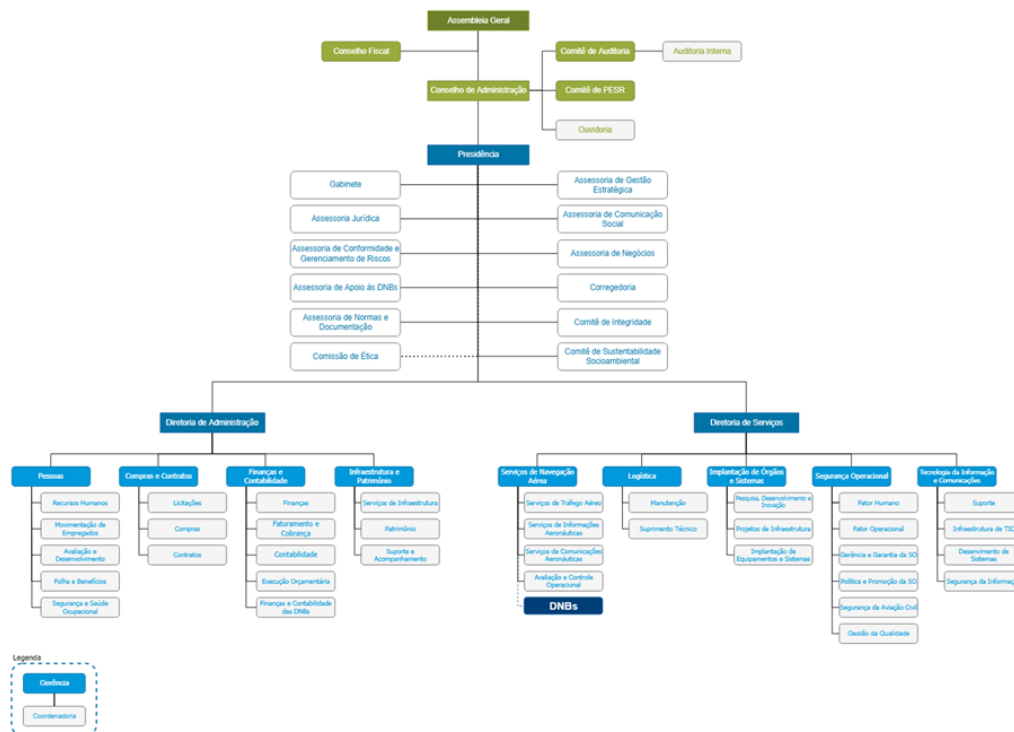 Assembleia Geral
Conselho Fiscal
Comitê de Auditoria
Auditoria Interna
Conselho de Administração
Comitê de PESR
Ouvidoria
Presidência
Gabinete
Assessoria de Gestão
Estratégica
Assessoria Jurídica
Assessoria de Comunicação
Social
Assessoria de Conformidade e
Gerenciamento de Riscos
Assessoria de Negócios
Assessoria de Apoio ás DNBs
Corregedoria
Assessoria de Normas e
Documentação
Comitê de Integridade
Comissão de Ética
Comitê de Sustentabilidade
Socioambiental
Diretoria de Administração
Diretoria de Serviços
Pessoas
Recursos Humanos
Movimentação de
Empregados
Avaliação e
Desenvolvimento
Folha e Benefícios
Segurança e Saúde
Ocupacional
Compras e Contratos
Licitações
Compras
Contratos
Finanças e
Contabilidade
Finanças
Faturamento e
Cobrança
Contabilidade
Execução Orçamentária
Finanças e Contabilidade
das DNBs
Infraestrutura e
Patrimônio
Serviços de Infraestrutura
Patrimônio
Suporte e
Acompanhamento
Serviços de Navegação
Aérea
Serviços de Tráfego Aéreo
Serviços de Informações
Aeronáuticas
Serviços de Comunicações
Aeronáuticas
Avaliação e Controle
Operacional
DNBs
Logística
Manutenção
Suprimento Técnico
Implantação de Órgãos
e Sistemas
Pesquisa, Desenvolvimento e
Inovação
Projetos de Infraestrutura
Implantação de
Equipamentos e Sistemas
Segurança Operacional
Fator Humano
Fator Operacional
Gerência e Garantia da SO
Política e Promoção da SO
Segurança da Aviação Civil
Gestão da Qualidade
Tecnologia da Informação
e Comunicações
Suporte
Infraestrutura de TIC
Desenvimento de
Sistemas
Segurança da Informaç
Legenda
Gerência
Coordenadoria